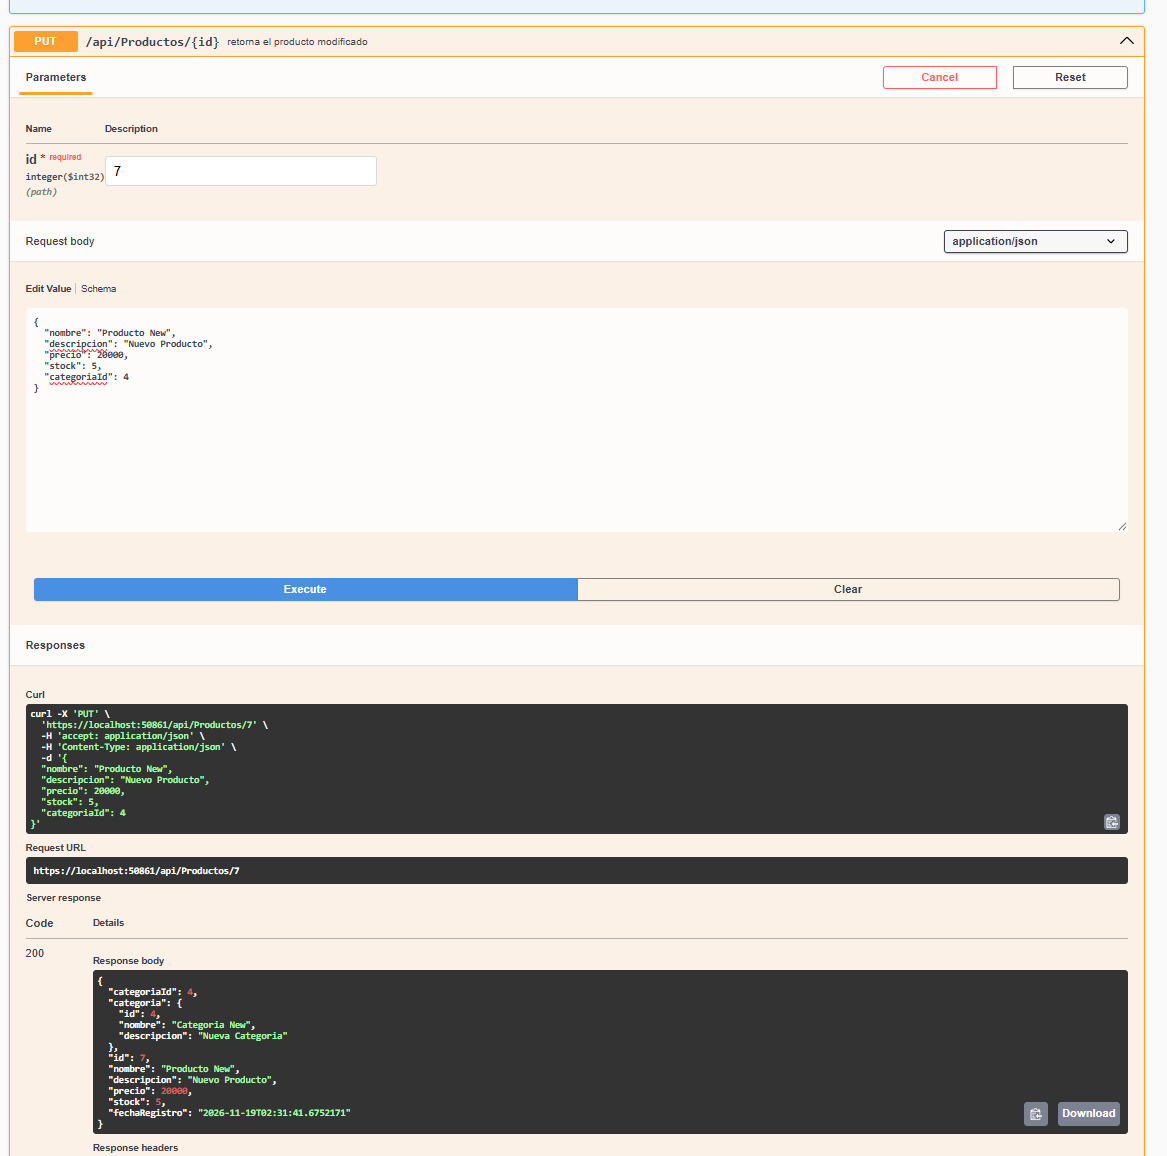 PUT /api/Productos/{id} retorna el producto modificado
Parameters
Cancel
Reset
Name Description
id * required
integer($int32)
(path)
7
Request body
application/json
Edit Value | Schema
{
  "nombre": "Producto New",
  "descripcion": "Nuevo Producto",
  "precio": 20000,
  "stock": 5,
  "categoriaId": 4
}
Execute
Clear
Responses
Curl
curl -X 'PUT' \
  'https://localhost:50861/api/Productos/7' \
  -H 'accept: application/json' \
  -H 'Content-Type: application/json' \
  -d '{
  "nombre": "Producto New",
  "descripcion": "Nuevo Producto",
  "precio": 20000,
  "stock": 5,
  "categoriaId": 4
}'
Request URL
https://localhost:50861/api/Productos/7
Server response
Code Details
200
Response body
{
  "categoriaId": 4,
  "categoria": {
    "id": 4,
    "nombre": "Categoria New",
    "descripcion": "Nueva Categoria"
  },
  "id": 7,
  "nombre": "Producto New",
  "descripcion": "Nuevo Producto",
  "precio": 20000,
  "stock": 5,
  "fechaRegistro": "2026-11-19T02:31:41.6752171"
}
Download
Response headers